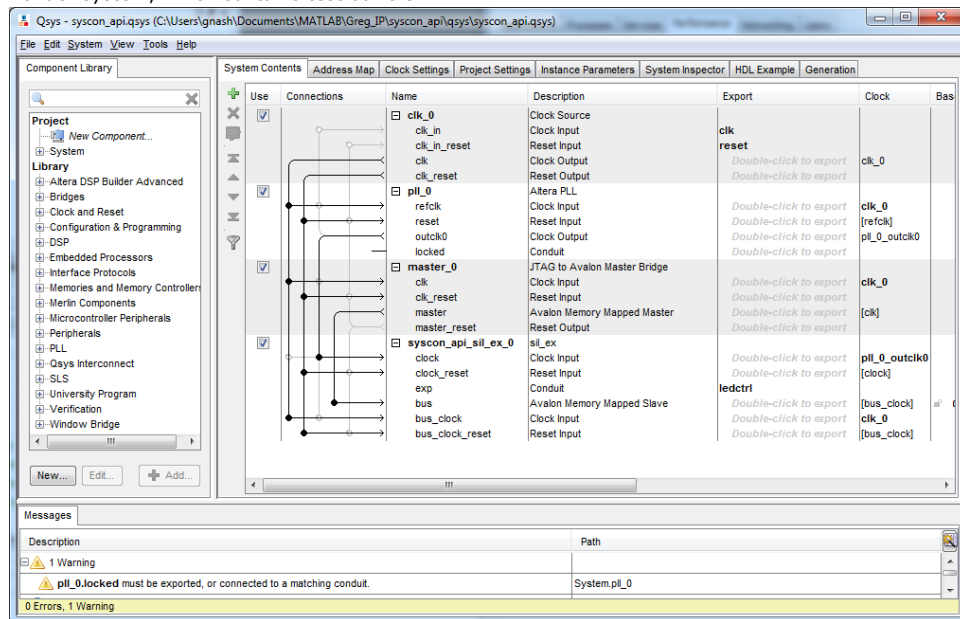 Qsys - syscon_api.qsys (C:\Users\gnash\Documents\MATLAB\Greg_IP\syscon_api\qsys\syscon_api.qsys)
File Edit System View Tools Help
Component Library
System Contents Address Map Clock Settings Project Settings Instance Parameters System Inspector HDL Example Generation
Use Connections Name Description Export Clock Bas
Project
New Component...
System
Library
Altera DSP Builder Advanced
Bridges
Clock and Reset
Configuration & Programming
DSP
Embedded Processors
Interface Protocols
Memories and Memory Controllers
Merlin Components
Microcontroller Peripherals
Peripherals
PLL
Qsys Interconnect
SLS
University Program
Verification
Window Bridge
New... Edit... Add...
clk_0 Clock Source
clk_in Clock Input clk
clk_in_reset Reset Input reset
clk Clock Output Double-click to export clk_0
clk_reset Reset Output Double-click to export
pll_0 Altera PLL
refclk Clock Input Double-click to export clk_0
reset Reset Input Double-click to export [refclk]
outclk0 Clock Output Double-click to export pll_0_outclk0
locked Conduit Double-click to export
master_0 JTAG to Avalon Master Bridge
clk Clock Input Double-click to export clk_0
clk_reset Reset Input Double-click to export
master Avalon Memory Mapped Master Double-click to export [clk]
master_reset Reset Output Double-click to export
syscon_api_sil_ex_0 sil_ex
clock Clock Input Double-click to export pll_0_outclk0
clock_reset Reset Input Double-click to export [clock]
exp Conduit ledctrl
bus Avalon Memory Mapped Slave Double-click to export [bus_clock]
bus_clock Clock Input Double-click to export clk_0
bus_clock_reset Reset Input Double-click to export [bus_clock]
Messages
Description Path
1 Warning
pll_0.locked must be exported, or connected to a matching conduit. System.pll_0
0 Errors, 1 Warning